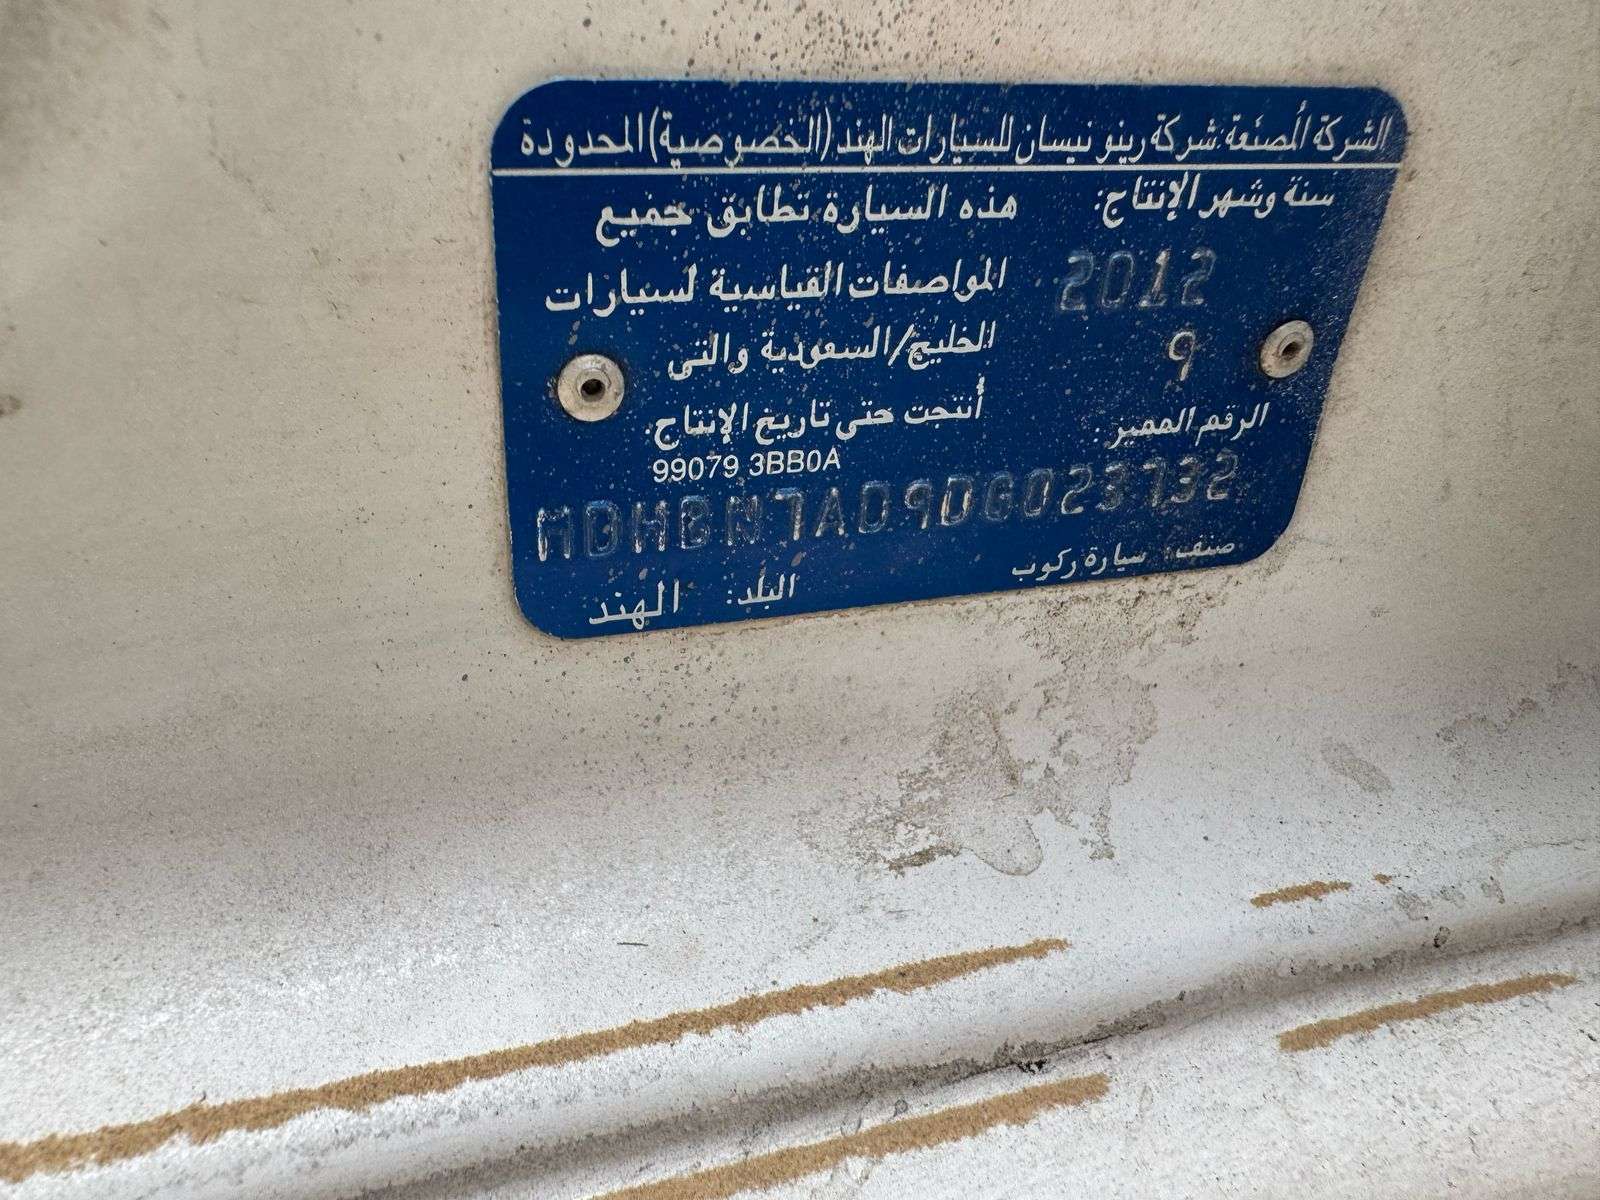 الشركة المصنعة: شركة رينو نيسان للسيارات الهند (الخصوصية) المحدودة
سنة وشهر الإنتاج:
2012
9
الرقم المميز:
هذه السيارة تطابق جميع
المواصفات القياسية لسيارات
الخليج/السعودية والتى
أنتجت حتى تاريخ الإنتاج.
99079 3BB0A
MDHBN7AD9DG023732
صنف: سيارة ركوب
البلد: الهند